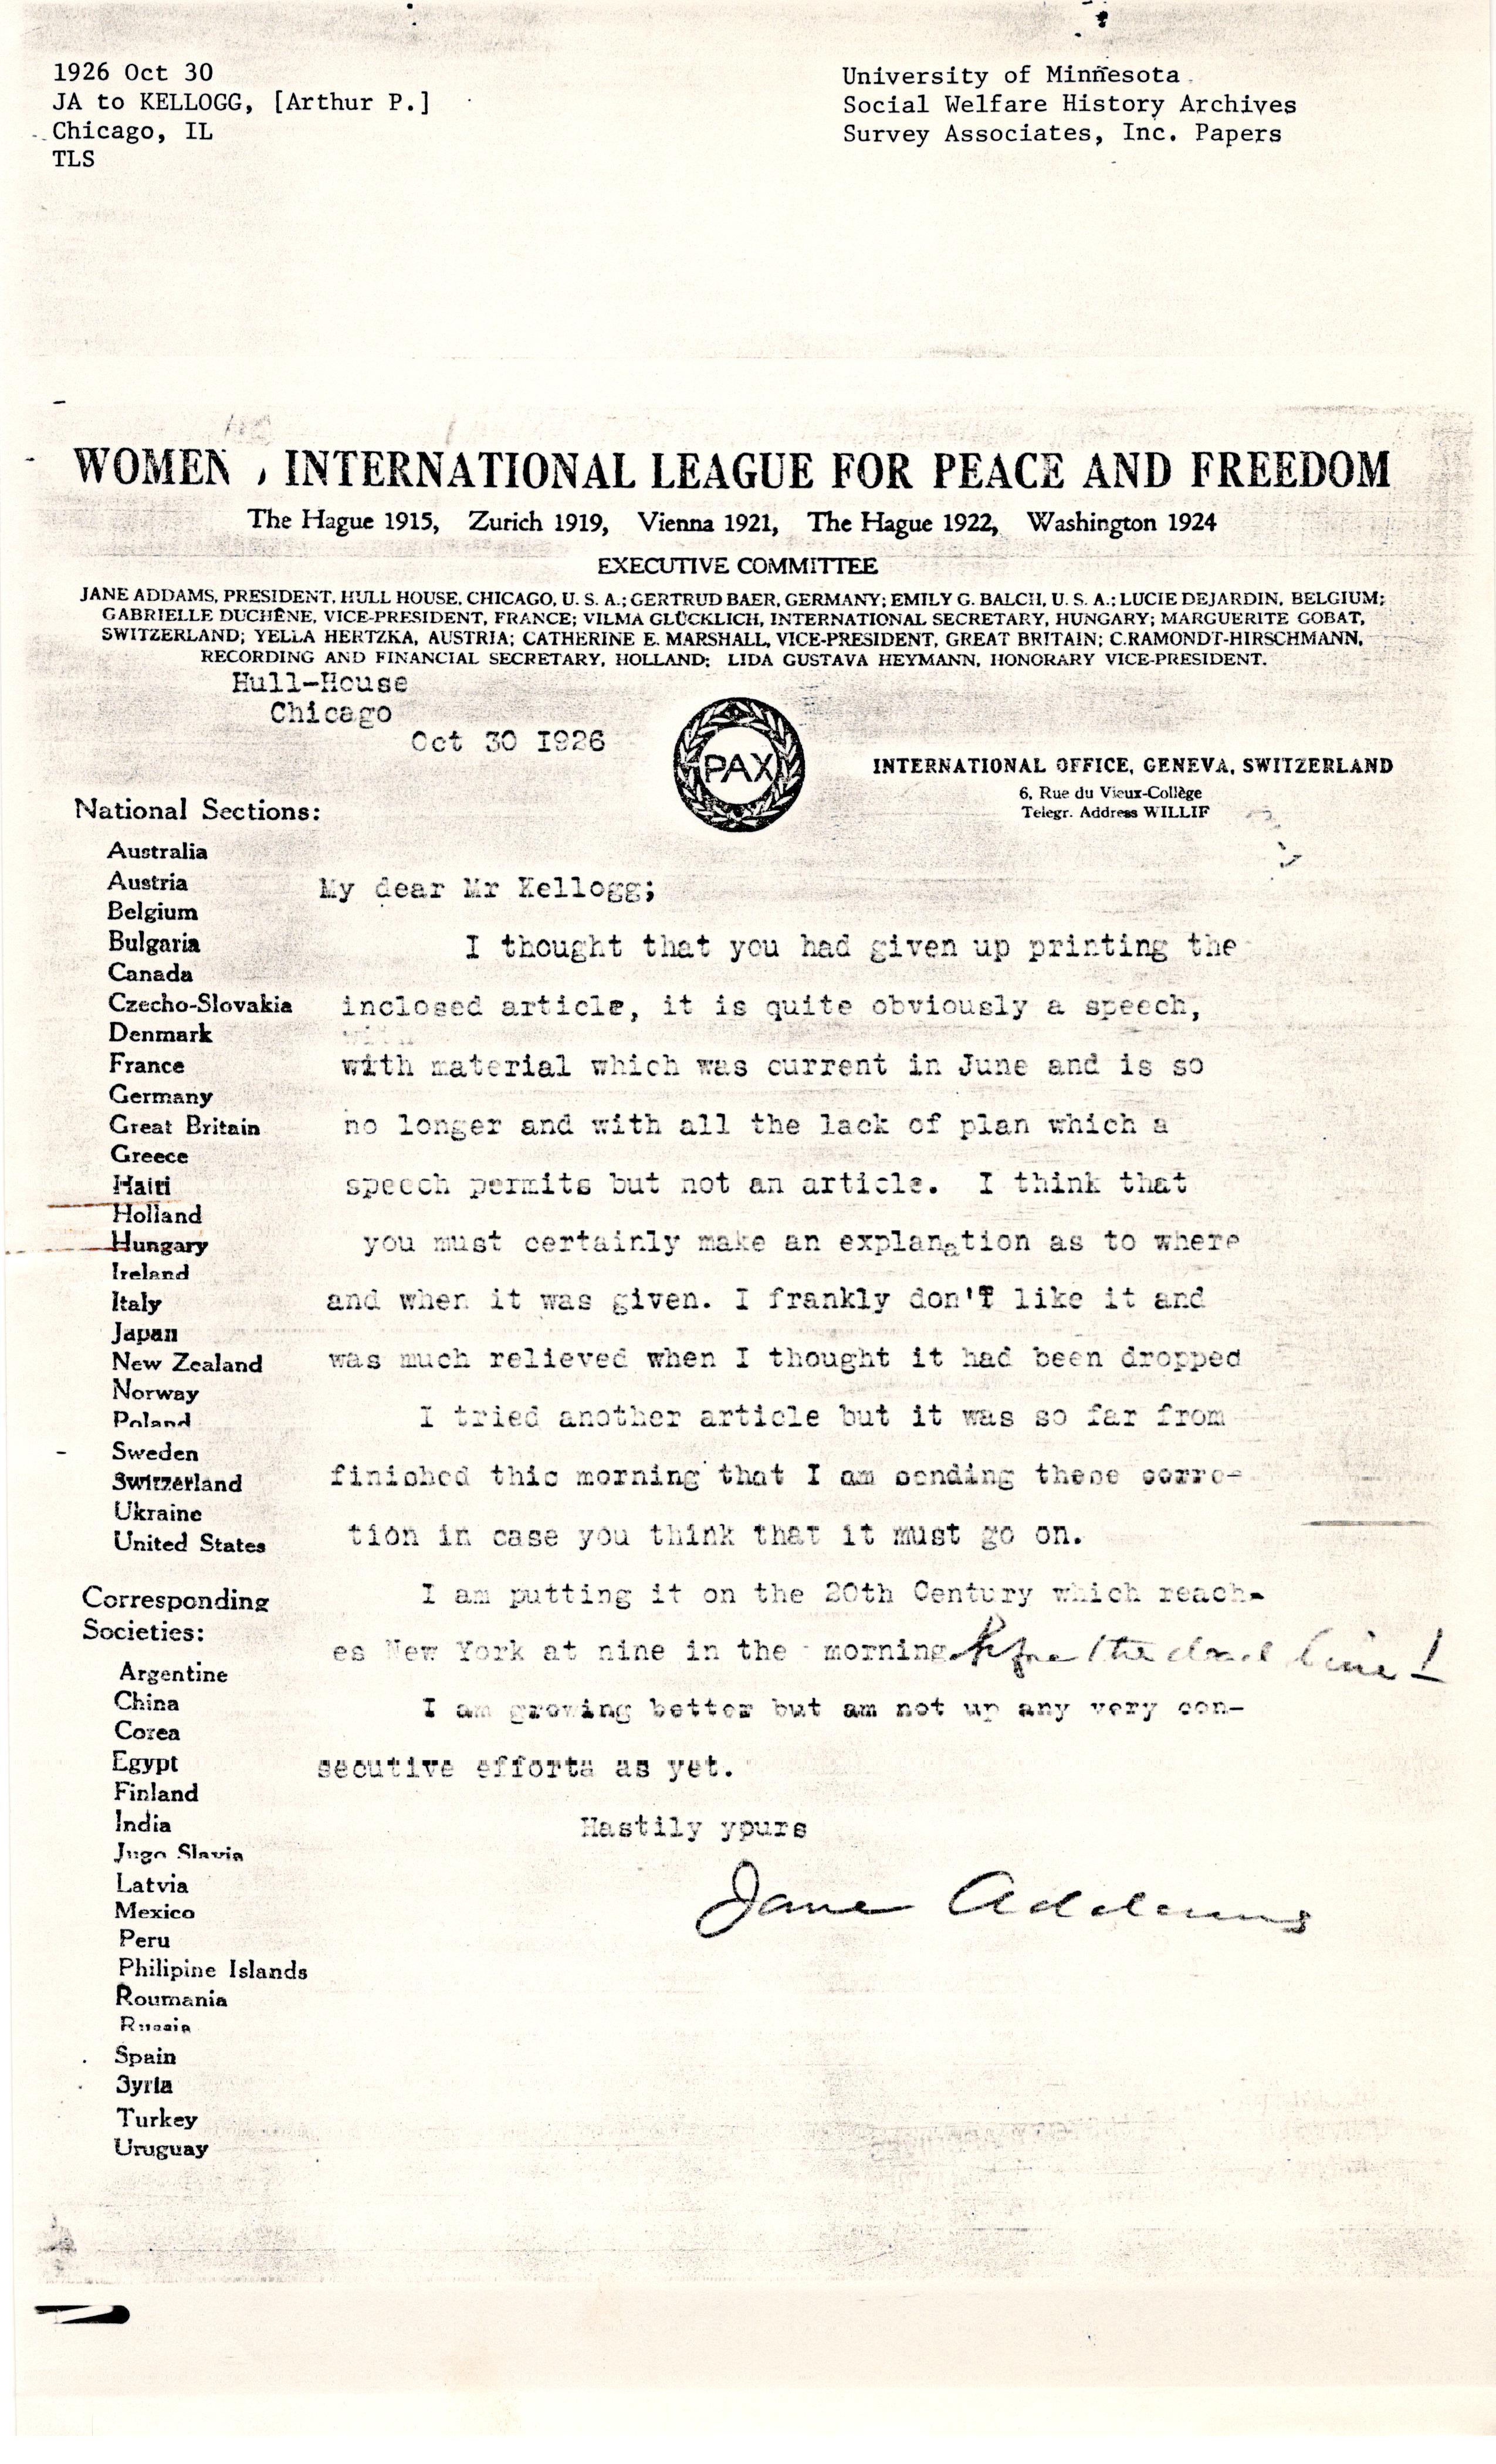 1926 Oct 30
JA to KELLOGG, [Arthur P.]
Chicago, IL
TLS
University of Minnesota
Social Welfare History Archives
Survey Associates, Inc. Papers
WOMEN , INTERNATIONAL LEAGUE FOR PEACE AND FREEDOM
The Hague 1915, Zurich 1919, Vienna 1921, The Hague 1922, Washington 1924
EXECUTIVE COMMITTEE
JANE ADDAMS, PRESIDENT, HULL HOUSE, CHICAGO, U. S. A.; GERTRUD BAER, GERMANY; EMILY G. BALCH, U. S. A.; LUCIE DEJARDIN, BELGIUM;
GABRIELLE DUCHÊNE, VICE-PRESIDENT, FRANCE; VILMA GLÜCKLICH, INTERNATIONAL SECRETARY, HUNGARY; MARGUERITE GOBAT,
SWITZERLAND; YELLA HERTZKA, AUSTRIA; CATHERINE E. MARSHALL, VICE-PRESIDENT, GREAT BRITAIN; C.RAMONDT-HIRSCHMANN,
RECORDING AND FINANCIAL SECRETARY, HOLLAND; LIDA GUSTAVA HEYMANN, HONORARY VICE-PRESIDENT.
Hull-House
Chicago
Oct 30 I926
PAX
INTERNATIONAL OFFICE, GENEVA, SWITZERLAND
6, Rue du Vieux-Collège
Telegr. Address WILLIF
National Sections:
Australia
Austria
Belgium
Bulgaria
Canada
Czecho-Slovakia
Denmark
France
Germany
Great Britain
Greece
Haiti
Holland
Hungary
Ireland
Italy
Japan
New Zealand
Norway
Poland
Sweden
Switzerland
Ukraine
United States
Corresponding
Societies:
Argentine
China
Corea
Egypt
Finland
India
Jugo Slavia
Latvia
Mexico
Peru
Philipine Islands
Roumania
Russia
Spain
Syria
Turkey
Uruguay
My dear Mr Kellogg;
I thought that you had given up printing the
inclosed article, it is quite obviously a speech,
with material which was current in June and is so
no longer and with all the lack of plan which a
speech permits but not an article. I think that
you must certainly make an explanation as to where
and when it was given. I frankly don'T like it and
was much relieved when I thought it had been dropped
I tried another article but it was so far from
finished this morning that I am sending these corre-
tion in case you think that it must go on.
I am putting it on the 20th Century which reach-
es New York at nine in the morning. before the dead line!
I am growing better but am not up any very con-
secutive efforts as yet.
Hastily yours
Jane Addams